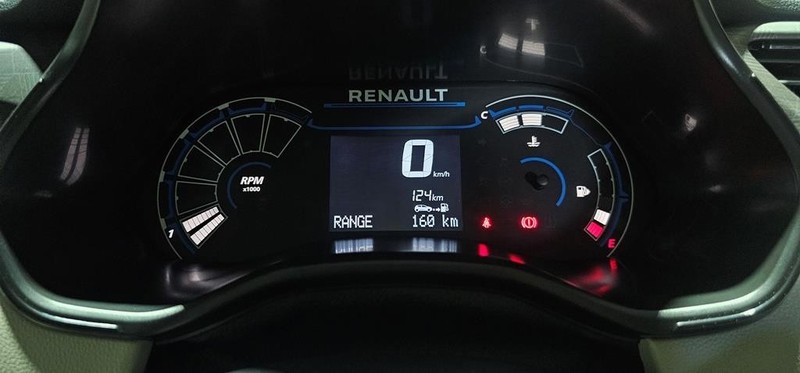 RENAULT
C
0 km/h
RPM
x1000
124km
RANGE 160 km
1
E